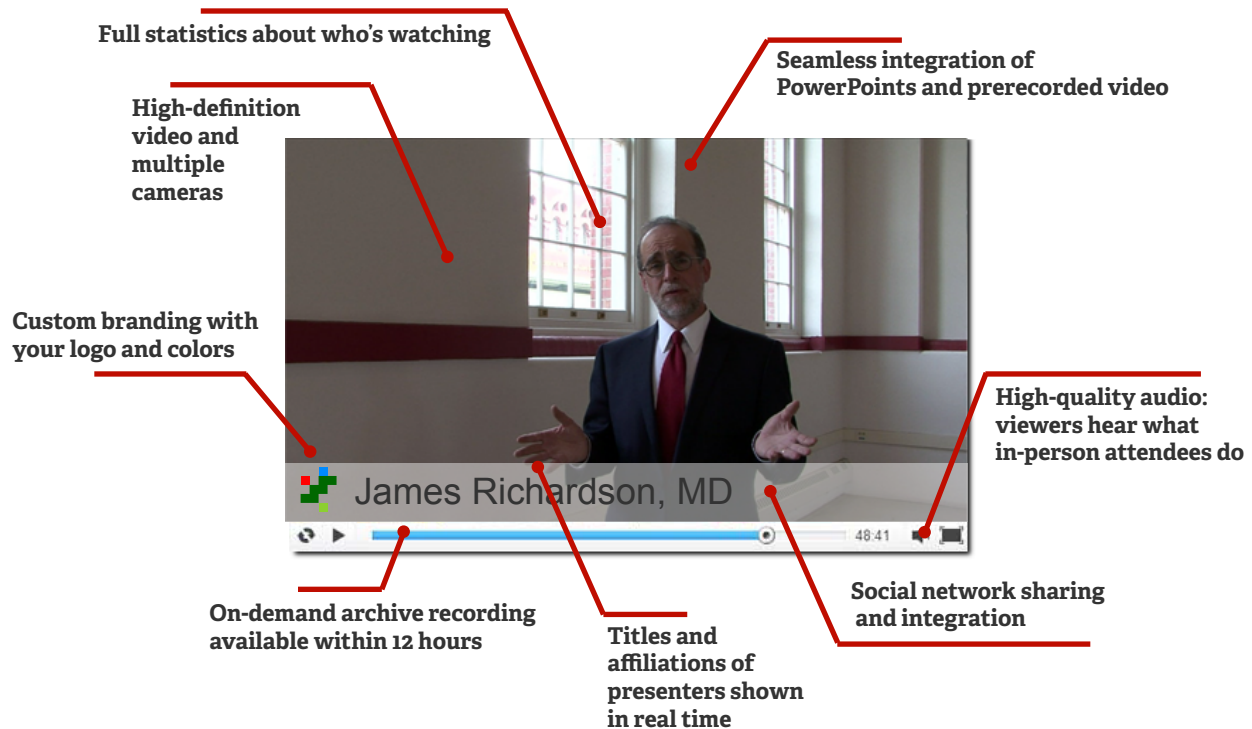 Full statistics about who's watching
Seamless integration of
PowerPoints and prerecorded video
High-definition
video and
multiple
cameras
Custom branding with
your logo and colors
High-quality audio:
viewers hear what
in-person attendees do
James Richardson, MD
48:41
On-demand archive recording
available within 12 hours
Titles and
affiliations of
presenters shown
in real time
Social network sharing
and integration